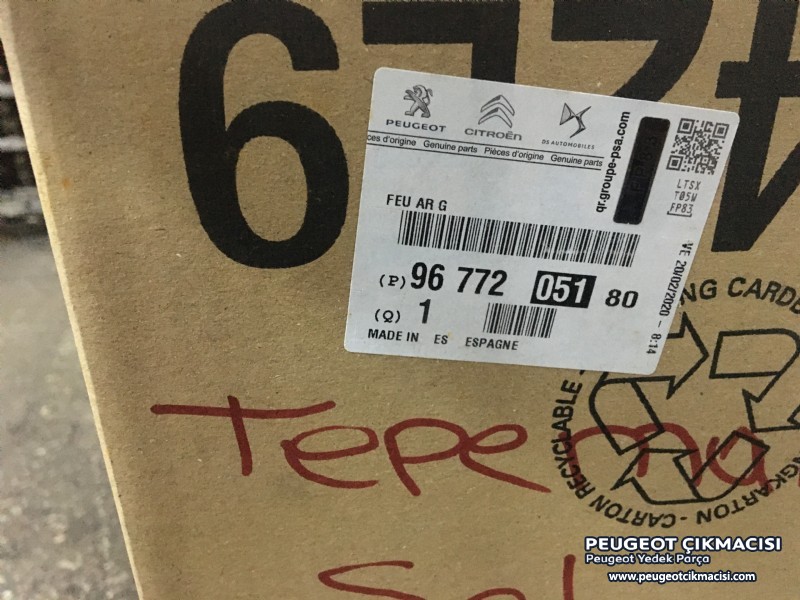 PEUGEOT CITROËN DS AUTOMOBILES
ces d'origine Genuine parts Pièces d'origine Genuine parts
qr.groupe-psa.com
LTSX
T05W
FP83
FEU AR G
(P) 96 772 051 80
(Q) 1
MADE IN ES ESPAGNE
VE 20/02/2020 - 8:14
Tepe
CARTON RECYCLABLE
PEUGEOT ÇIKMACISI
Peugeot Yedek Parça
www.peugeotcikmacisi.com